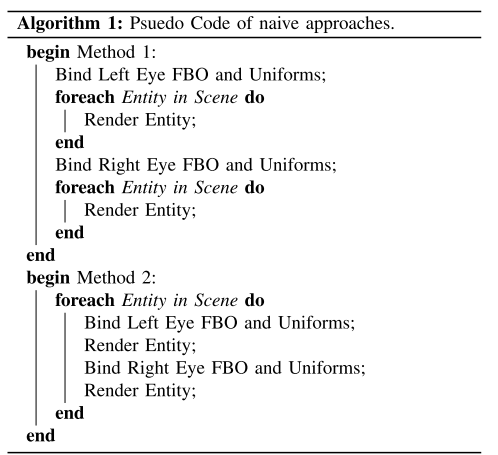 Algorithm 1: Psuedo Code of naive approaches.
begin Method 1:
Bind Left Eye FBO and Uniforms;
foreach Entity in Scene do
Render Entity;
end
Bind Right Eye FBO and Uniforms;
foreach Entity in Scene do
Render Entity;
end
end
begin Method 2:
foreach Entity in Scene do
Bind Left Eye FBO and Uniforms;
Render Entity;
Bind Right Eye FBO and Uniforms;
Render Entity;
end
end